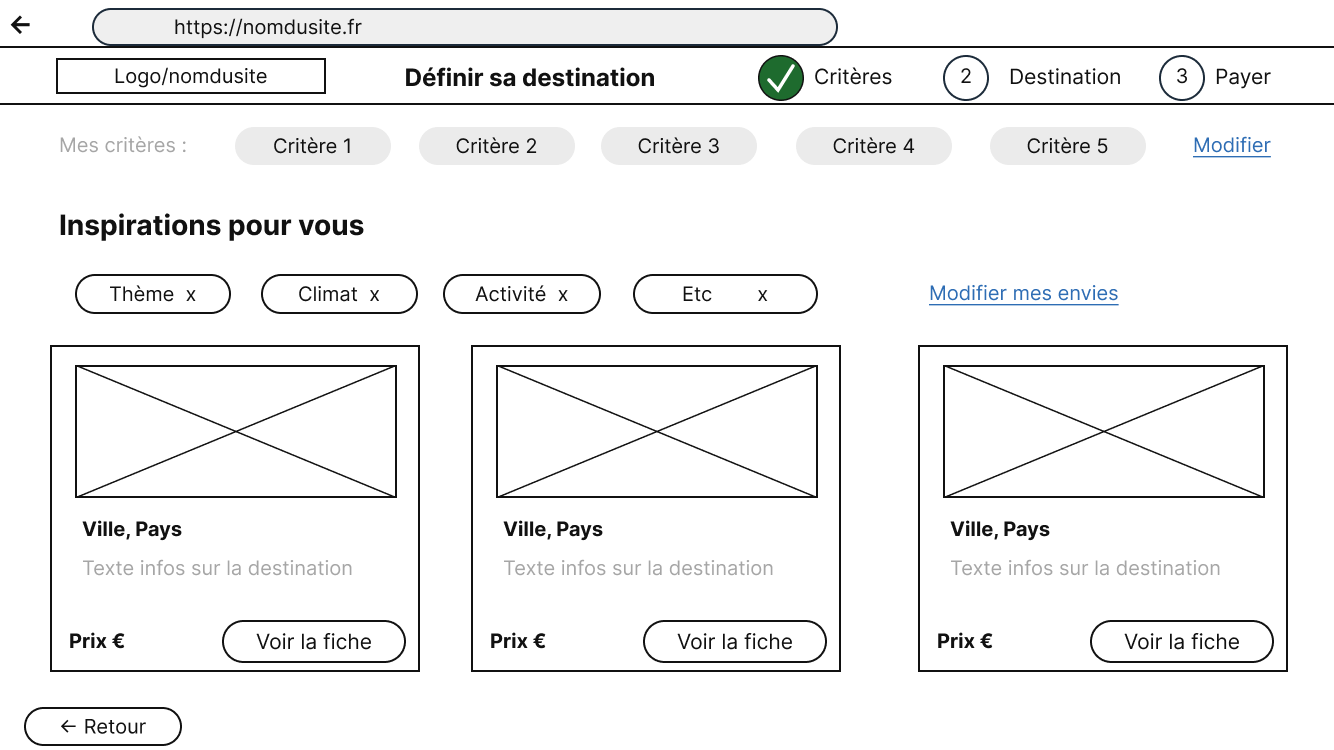 https://nomdusite.fr
Logo/nomdusite
Définir sa destination
Critères
2
Destination
3
Payer
Mes critères :
Critère 1
Critère 2
Critère 3
Critère 4
Critère 5
Modifier
Inspirations pour vous
Thème x
Climat x
Activité x
Etc x
Modifier mes envies
Ville, Pays
Texte infos sur la destination
Prix €
Voir la fiche
Ville, Pays
Texte infos sur la destination
Prix €
Voir la fiche
Ville, Pays
Texte infos sur la destination
Prix €
Voir la fiche
← Retour